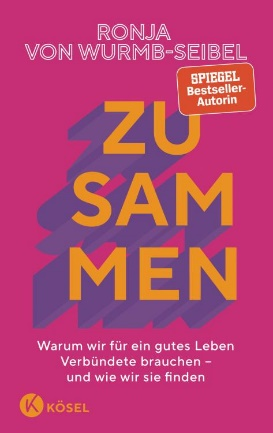 RONJA
VON WURMB-SEIBEL
SPIEGEL
Bestseller-
Autorin
ZU
SAM
MEN
Warum wir für ein gutes Leben
Verbündete brauchen –
und wie wir sie finden
K KÖSEL